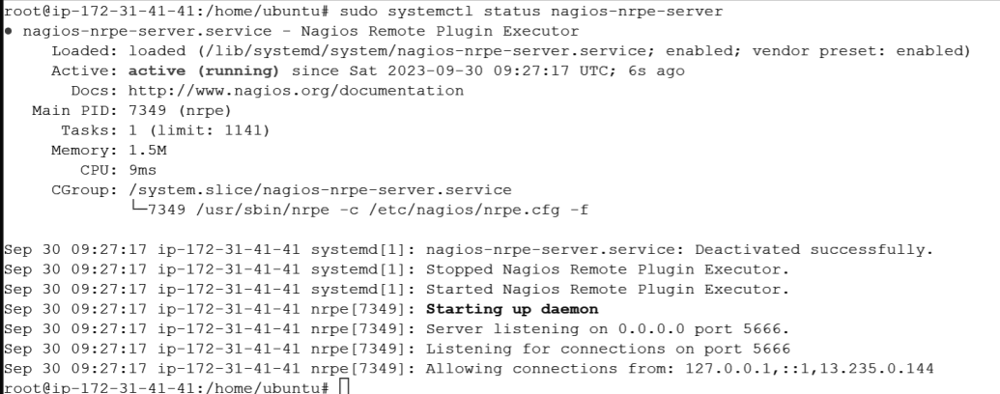 root@ip-172-31-41-41:/home/ubuntu# sudo systemctl status nagios-nrpe-server
● nagios-nrpe-server.service - Nagios Remote Plugin Executor
     Loaded: loaded (/lib/systemd/system/nagios-nrpe-server.service; enabled; vendor preset: enabled)
     Active: active (running) since Sat 2023-09-30 09:27:17 UTC; 6s ago
       Docs: http://www.nagios.org/documentation
   Main PID: 7349 (nrpe)
      Tasks: 1 (limit: 1141)
     Memory: 1.5M
        CPU: 9ms
     CGroup: /system.slice/nagios-nrpe-server.service
             └─7349 /usr/sbin/nrpe -c /etc/nagios/nrpe.cfg -f

Sep 30 09:27:17 ip-172-31-41-41 systemd[1]: nagios-nrpe-server.service: Deactivated successfully.
Sep 30 09:27:17 ip-172-31-41-41 systemd[1]: Stopped Nagios Remote Plugin Executor.
Sep 30 09:27:17 ip-172-31-41-41 systemd[1]: Started Nagios Remote Plugin Executor.
Sep 30 09:27:17 ip-172-31-41-41 nrpe[7349]: Starting up daemon
Sep 30 09:27:17 ip-172-31-41-41 nrpe[7349]: Server listening on 0.0.0.0 port 5666.
Sep 30 09:27:17 ip-172-31-41-41 nrpe[7349]: Listening for connections on port 5666
Sep 30 09:27:17 ip-172-31-41-41 nrpe[7349]: Allowing connections from: 127.0.0.1,::1,13.235.0.144
root@ip-172-31-41-41:/home/ubuntu#